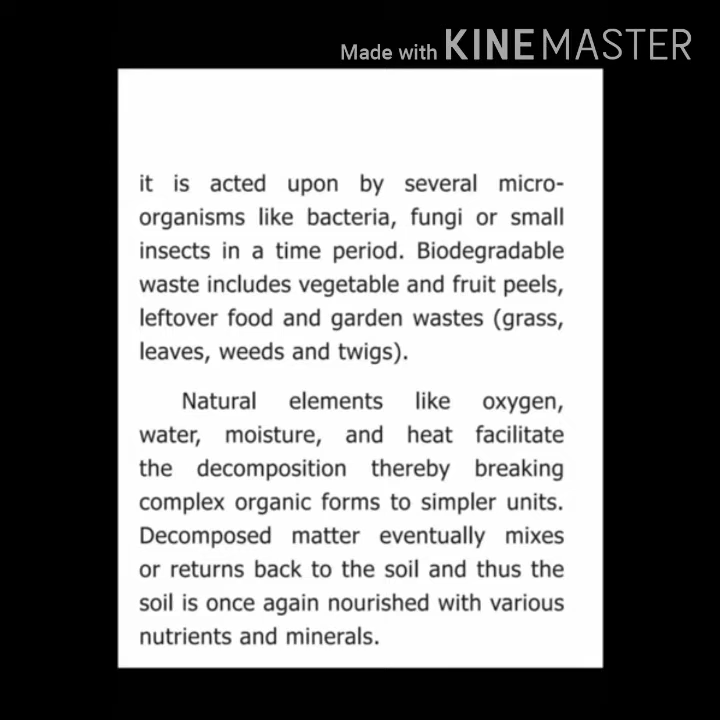 Made with KINEMASTER
it is acted upon by several micro-
organisms like bacteria, fungi or small
insects in a time period. Biodegradable
waste includes vegetable and fruit peels,
leftover food and garden wastes (grass,
leaves, weeds and twigs).
Natural elements like oxygen,
water, moisture, and heat facilitate
the decomposition thereby breaking
complex organic forms to simpler units.
Decomposed matter eventually mixes
or returns back to the soil and thus the
soil is once again nourished with various
nutrients and minerals.